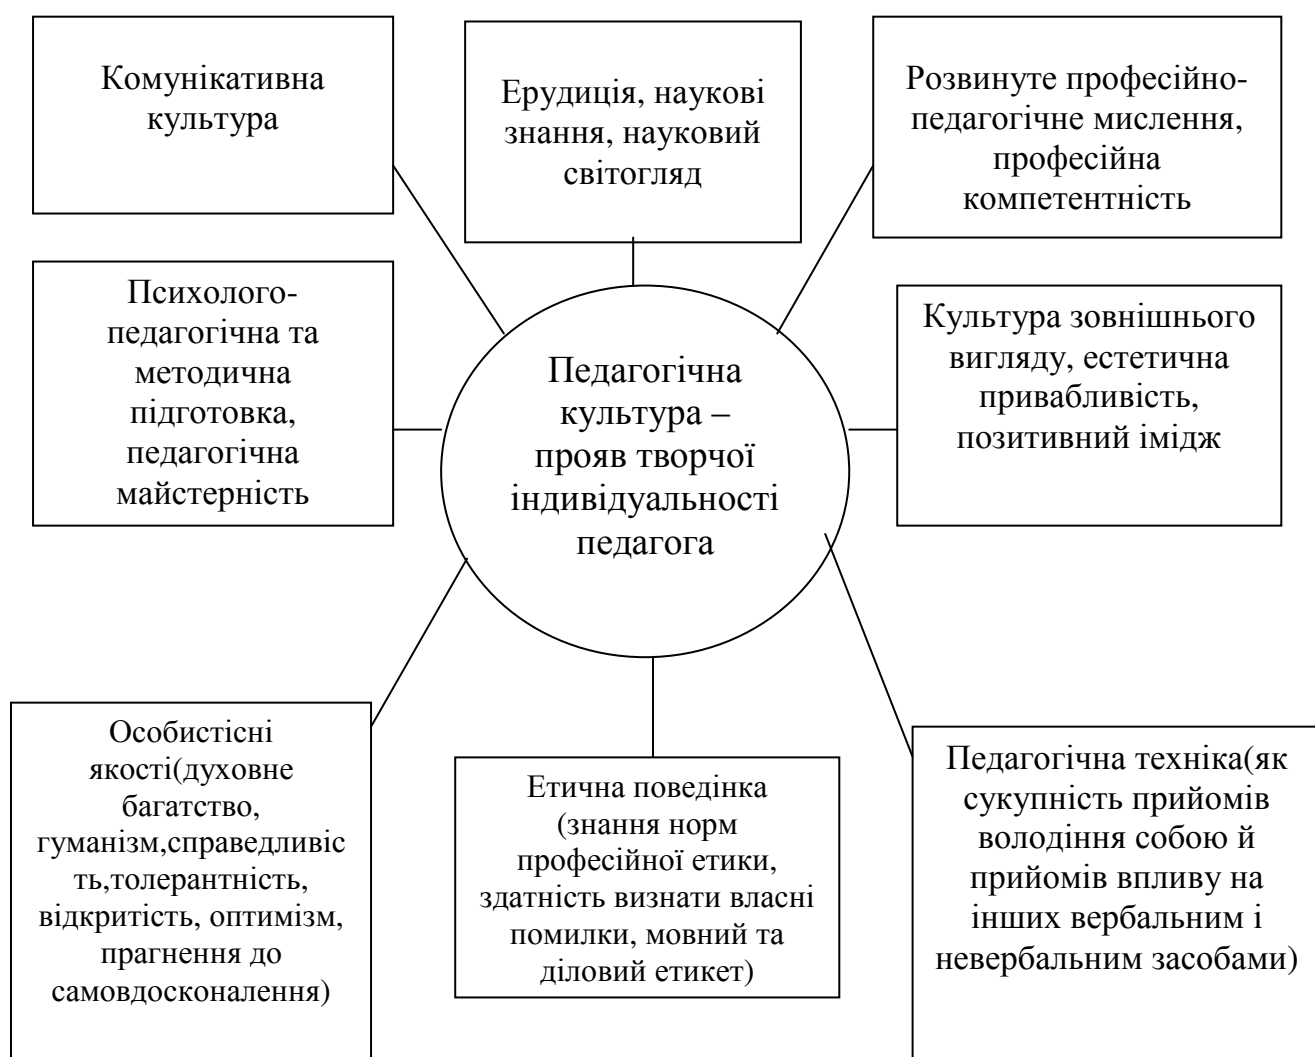 Комунікативна
культура
Ерудиція, наукові
знання, науковий
світогляд
Розвинуте професійно-
педагогічне мислення,
професійна
компетентність
Психолого-
педагогічна та
методична
підготовка,
педагогічна
майстерність
Педагогічна
культура –
прояв творчої
індивідуальності
педагога
Культура зовнішнього
вигляду, естетична
привабливість,
позитивний імідж
Особистісні
якості(духовне
багатство,
гуманізм,справедливіс
ть,толерантність,
відкритість, оптимізм,
прагнення до
самовдосконалення)
Етична поведінка
(знання норм
професійної етики,
здатність визнати власні
помилки, мовний та
діловий етикет)
Педагогічна техніка(як
сукупність прийомів
володіння собою й
прийомів впливу на
інших вербальним і
невербальним засобами)